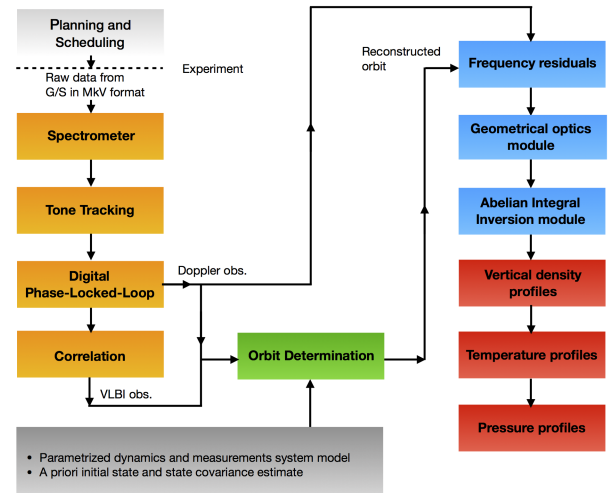 Planning and
Scheduling
Experiment
Raw data from
G/S in MkV format
Spectrometer
Tone Tracking
Digital
Phase-Locked-Loop
Doppler obs.
Correlation
VLBI obs.
Orbit Determination
• Parametrized dynamics and measurements system model
• A priori initial state and state covariance estimate
Reconstructed
orbit
Frequency residuals
Geometrical optics
module
Abelian Integral
Inversion module
Vertical density
profiles
Temperature profiles
Pressure profiles